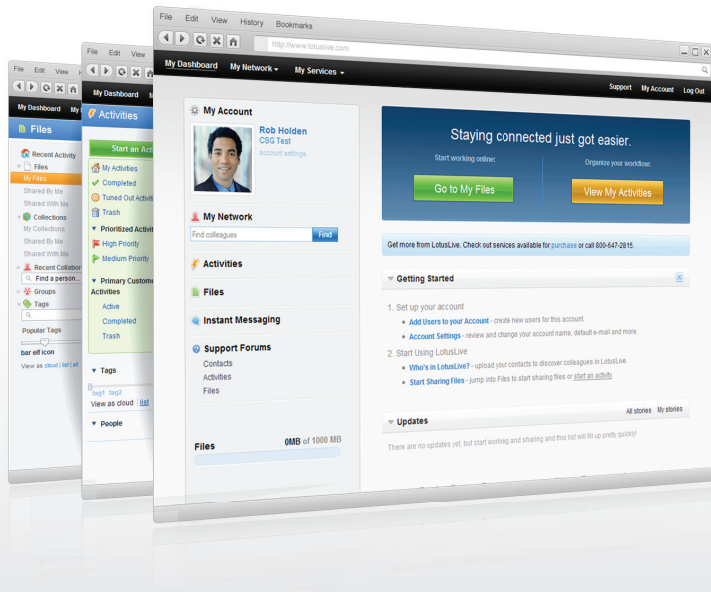 File Edit View
My Dashboard
Files
Recent Activity
Files
My Files
Shared By Me
Shared With Me
Collections
My Collections
Shared By Me
Shared With Me
Recent
Find a person...
Groups
Tags
Popular Tags
bar elf icon
View as cloud | list | all
File Edit View
My Dashboard
Activities
Start an
My Activities
Completed
Tuned Out
Trash
Prioritized
High Priority
Medium Priority
Primary
Activities
Active
Completed
Trash
Tags
tag1 tag2
View as cloud | list
People
File Edit View History Bookmarks
http://www.lotuslive.com
My Dashboard My Network My Services
Support My Account Log Out
My Account
Rob Holden
CSG Test
account settings
My Network
Find colleagues Find
Activities
Files
Instant Messaging
Support Forums
Contacts
Activities
Files
Files 0MB of 1000 MB
Staying connected just got easier.
Start working online: Organize your workflow:
Go to My Files View My Activities
Get more from LotusLive. Check out services available for purchase or call 800-647-2815.
Getting Started
1. Set up your account
Add Users to your Account - create new users for this account.
Account Settings - review and change your account name, default e-mail and more.
2. Start Using LotusLive
Who's in LotusLive? - upload your contacts to discover colleagues in LotusLive.
Start Sharing Files - jump into Files to start sharing files or start an activity.
Updates All stories My stories
There are no updates yet, but start working and sharing and this list will fill up pretty quickly!